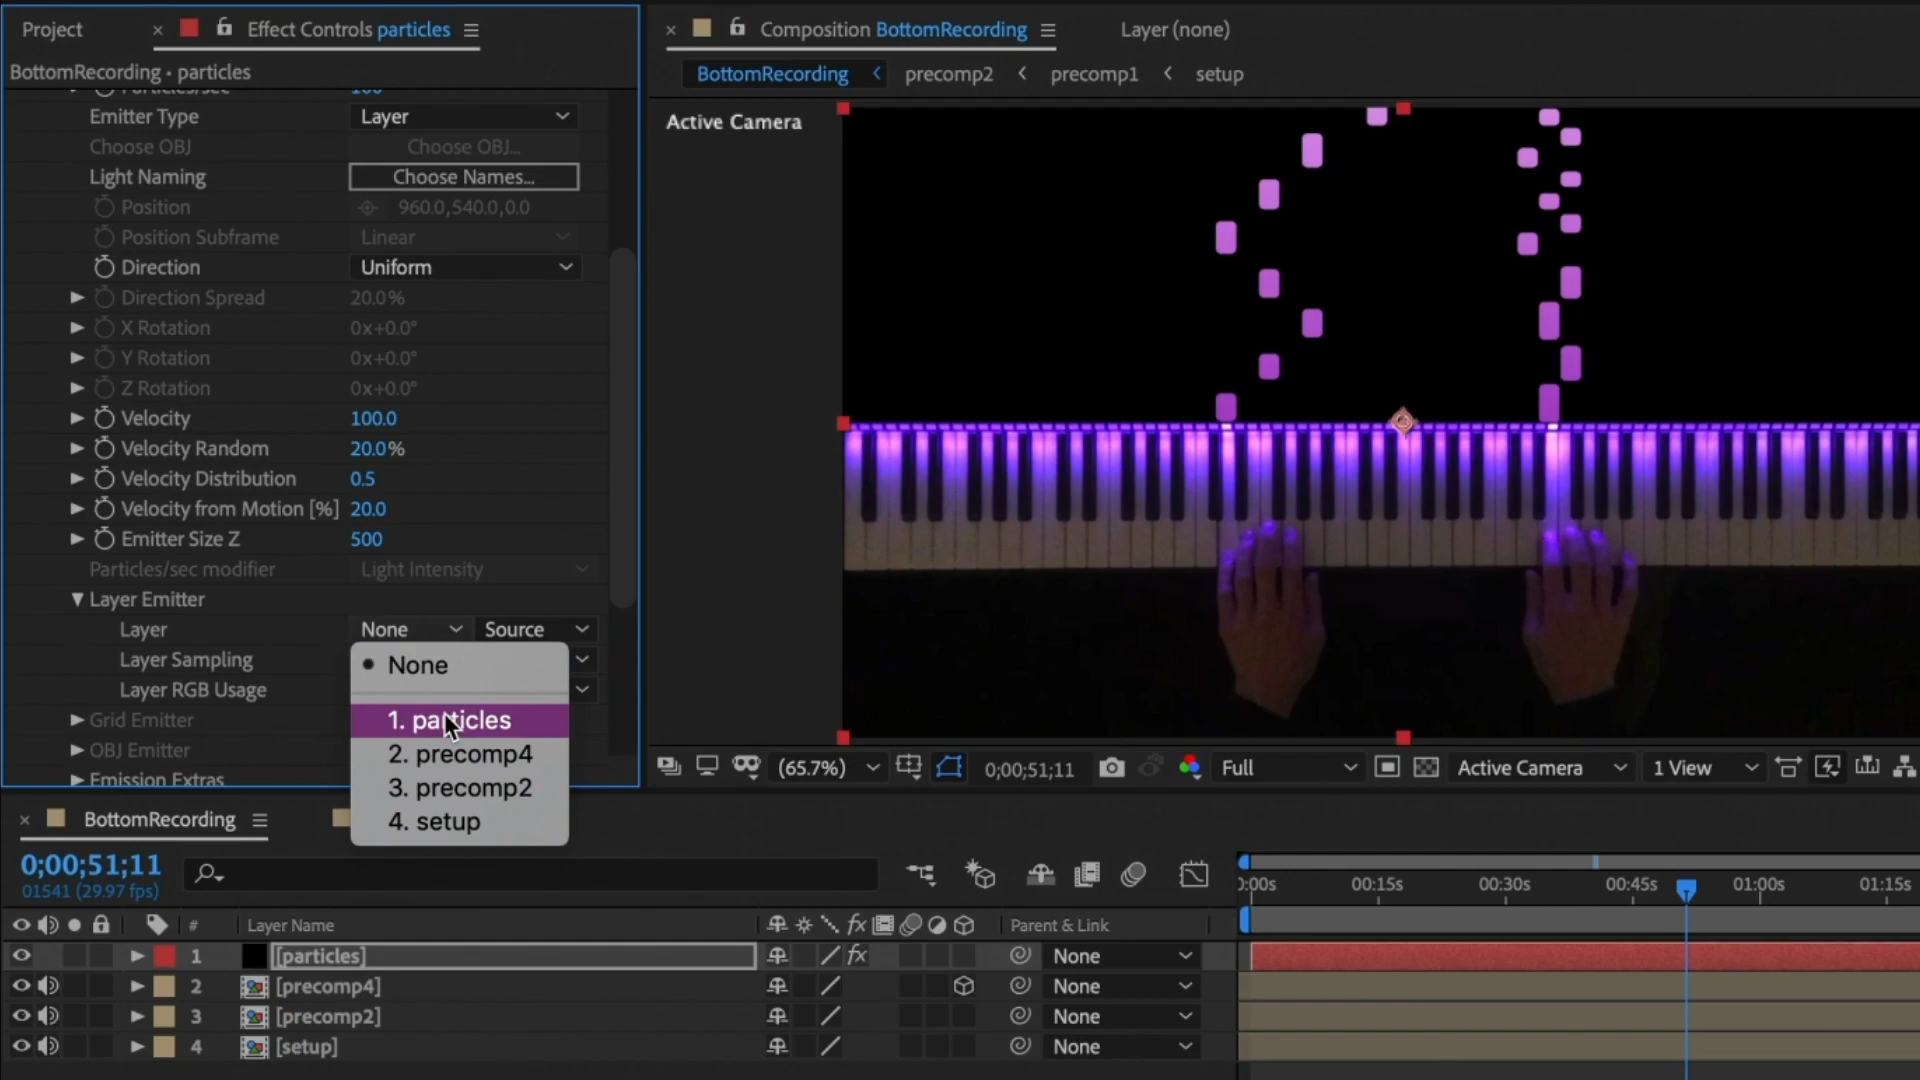 Project
× Effect Controls particles
BottomRecording • particles
Particles/sec 100
Emitter Type Layer
Choose OBJ Choose OBJ...
Light Naming Choose Names...
Position 960.0,540.0,0.0
Position Subframe Linear
Direction Uniform
Direction Spread 20.0%
X Rotation 0x+0.0°
Y Rotation 0x+0.0°
Z Rotation 0x+0.0°
Velocity 100.0
Velocity Random 20.0%
Velocity Distribution 0.5
Velocity from Motion [%] 20.0
Emitter Size Z 500
Particles/sec modifier Light Intensity
Layer Emitter
Layer None Source
Layer Sampling
Layer RGB Usage
Grid Emitter
OBJ Emitter
Emission Extras
None
1. particles
2. precomp4
3. precomp2
4. setup
× Composition BottomRecording
Layer (none)
BottomRecording < precomp2 < precomp1 < setup
Active Camera
(65.7%) 0;00;51;11 Full Active Camera 1 View
× BottomRecording
0;00;51;11
01541 (29.97 fps)
0:00s 00:15s 00:30s 00:45s 01:00s 01:15s
# Layer Name fx Parent & Link
1 [particles] fx None
2 [precomp4] None
3 [precomp2] None
4 [setup] None